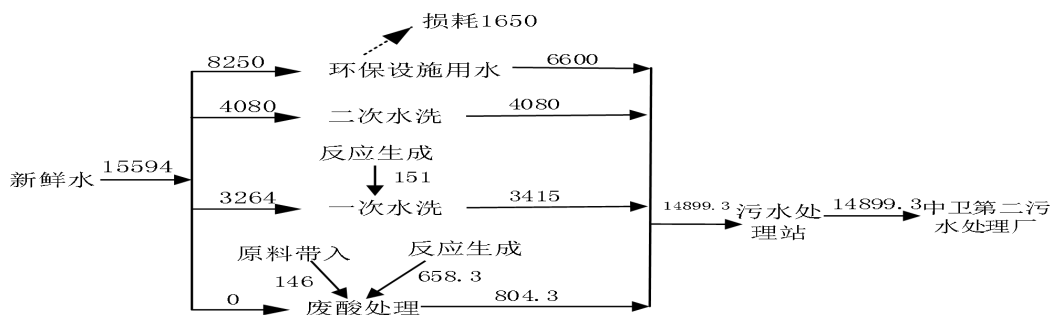 损耗1650
8250
环保设施用水
6600
4080
二次水洗
4080
反应生成
151
新鲜水
15594
3264
一次水洗
3415
14899.3
污水处
理站
14899.3
中卫第二污
水处理厂
原料带入
146
反应生成
658.3
0
废酸处理
804.3